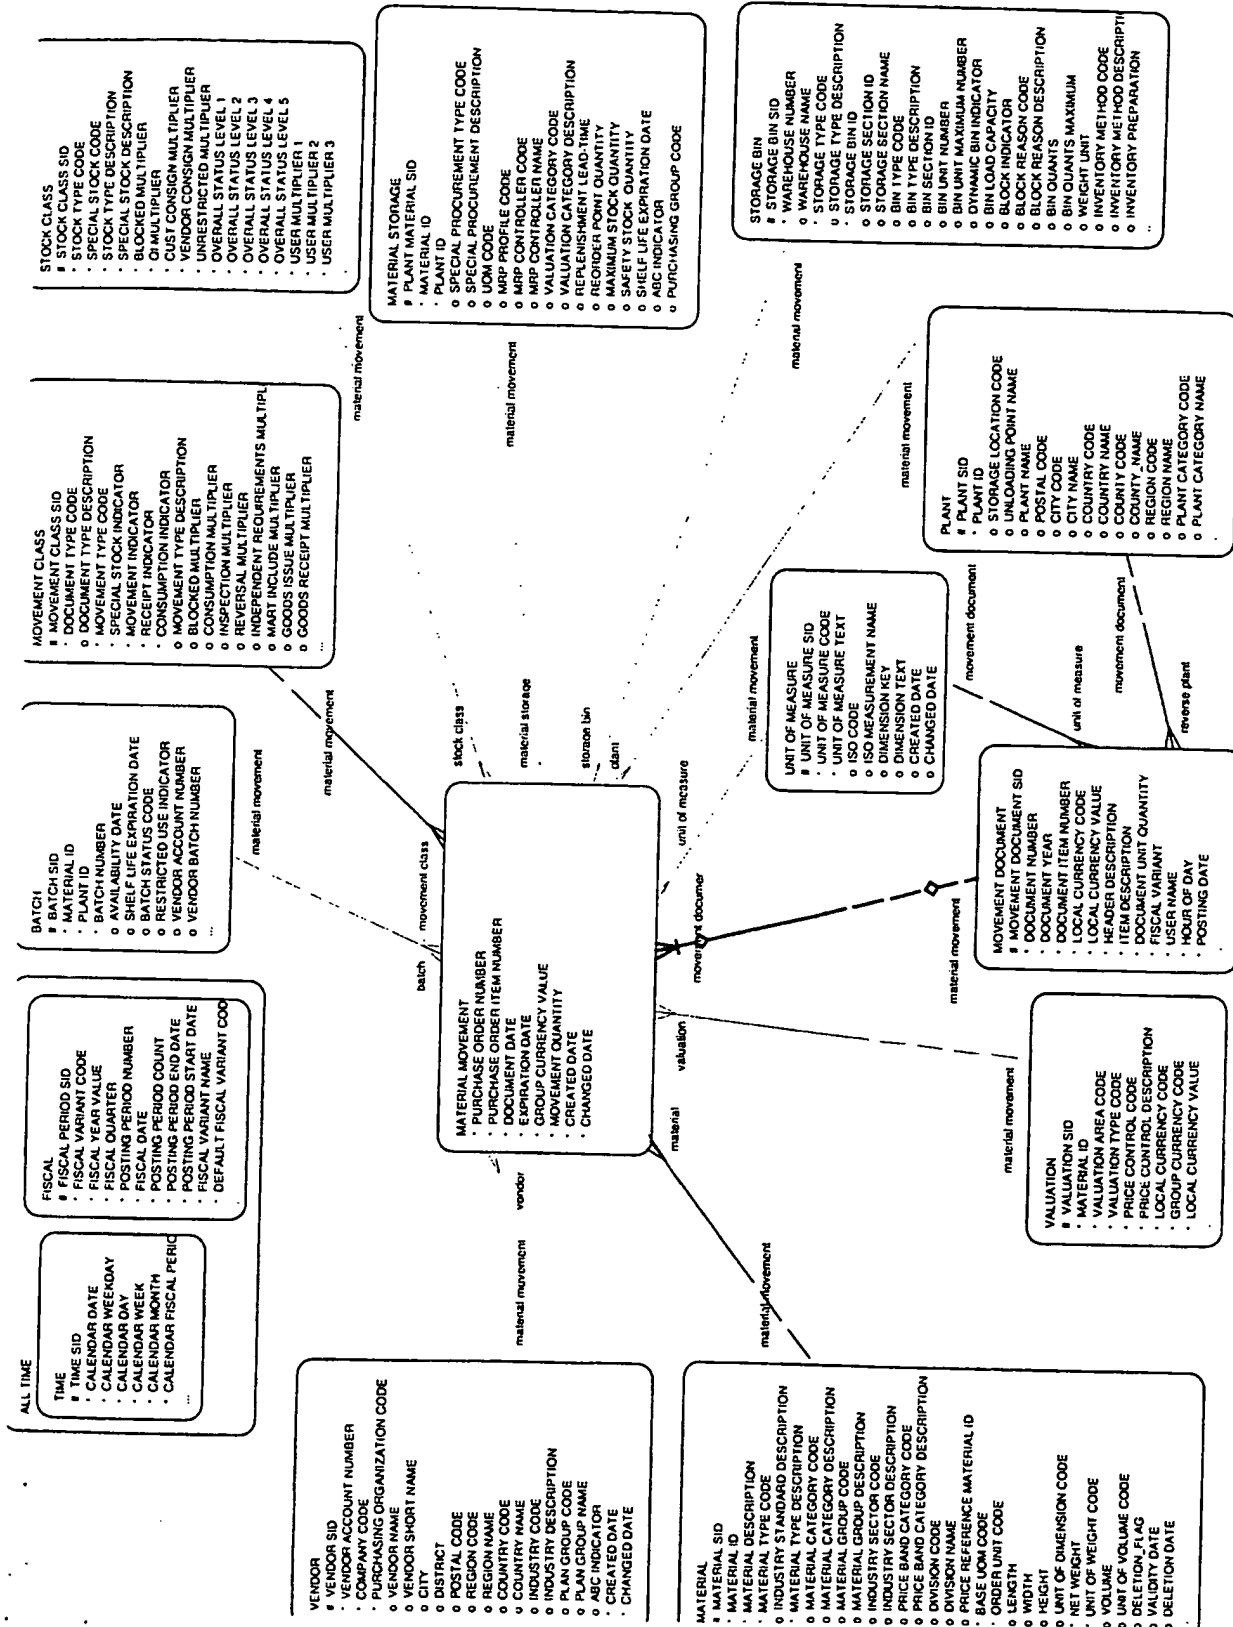 ALL TIME
TIME
# TIME SID
· CALENDAR DATE
· CALENDAR WEEKDAY
· CALENDAR DAY
· CALENDAR WEEK
· CALENDAR MONTH
· CALENDAR FISCAL PERIO
...
FISCAL
# FISCAL PERIOD SID
· FISCAL VARIANT CODE
· FISCAL YEAR VALUE
· FISCAL QUARTER
· POSTING PERIOD NUMBER
· FISCAL DATE
· POSTING PERIOD COUNT
· POSTING PERIOD END DATE
· POSTING PERIOD START DATE
· FISCAL VARIANT NAME
· DEFAULT FISCAL VARIANT COD
BATCH
# BATCH SID
· MATERIAL ID
· PLANT ID
· BATCH NUMBER
o AVAILABILITY DATE
o SHELF LIFE EXPIRATION DATE
o BATCH STATUS CODE
o RESTRICTED USE INDICATOR
o VENDOR ACCOUNT NUMBER
o VENDOR BATCH NUMBER
...
MOVEMENT CLASS
# MOVEMENT CLASS SID
· DOCUMENT TYPE CODE
o DOCUMENT TYPE DESCRIPTION
· MOVEMENT TYPE CODE
· SPECIAL STOCK INDICATOR
· MOVEMENT INDICATOR
· RECEIPT INDICATOR
· CONSUMPTION INDICATOR
o MOVEMENT TYPE DESCRIPTION
o BLOCKED MULTIPLIER
o CONSUMPTION MULTIPLIER
o INSPECTION MULTIPLIER
o REVERSAL MULTIPLIER
o INDEPENDENT REQUIREMENTS MULTIPL
o MART INCLUDE MULTIPLIER
o GOODS ISSUE MULTIPLIER
o GOODS RECEIPT MULTIPLIER
...
STOCK CLASS
# STOCK CLASS SID
· STOCK TYPE CODE
· SPECIAL STOCK CODE
· STOCK TYPE DESCRIPTION
· SPECIAL STOCK DESCRIPTION
· BLOCKED MULTIPLIER
· QI MULTIPLIER
· CUST CONSIGN MULTIPLIER
· VENDOR CONSIGN MULTIPLIER
· UNRESTRICTED MULTIPLIER
· OVERALL STATUS LEVEL 1
· OVERALL STATUS LEVEL 2
· OVERALL STATUS LEVEL 3
· OVERALL STATUS LEVEL 4
· OVERALL STATUS LEVEL 5
· USER MULTIPLIER 1
· USER MULTIPLIER 2
· USER MULTIPLIER 3
MATERIAL STORAGE
# PLANT MATERIAL SID
· MATERIAL ID
· PLANT ID
o SPECIAL PROCUREMENT TYPE CODE
o SPECIAL PROCUREMENT DESCRIPTION
o UOM CODE
o MRP PROFILE CODE
o MRP CONTROLLER CODE
o MRP CONTROLLER NAME
o VALUATION CATEGORY CODE
o VALUATION CATEGORY DESCRIPTION
o REPLENISHMENT LEAD-TIME
o REORDER POINT QUANTITY
o MAXIMUM STOCK QUANTITY
o SAFETY STOCK QUANTITY
o SHELF LIFE EXPIRATION DATE
o ABC INDICATOR
o PURCHASING GROUP CODE
STORAGE BIN
# STORAGE BIN SID
· WAREHOUSE NUMBER
o WAREHOUSE NAME
· STORAGE TYPE CODE
o STORAGE TYPE DESCRIPTION
· STORAGE BIN ID
o STORAGE SECTION ID
o STORAGE SECTION NAME
o BIN TYPE CODE
o BIN TYPE DESCRIPTION
o BIN SECTION ID
o BIN UNIT NUMBER
o BIN UNIT MAXIMUM NUMBER
o DYNAMIC BIN INDICATOR
o BIN LOAD CAPACITY
o BLOCK INDICATOR
o BLOCK REASON CODE
o BLOCK REASON DESCRIPTION
o BIN QUANTS
o BIN QUANTS MAXIMUM
o WEIGHT UNIT
o INVENTORY METHOD CODE
o INVENTORY METHOD DESCRIPTI
o INVENTORY PREPARATION
...
PLANT
# PLANT SID
· PLANT ID
o STORAGE LOCATION CODE
o UNLOADING POINT NAME
o PLANT NAME
o POSTAL CODE
o CITY CODE
o CITY NAME
o COUNTRY CODE
o COUNTRY NAME
o COUNTY CODE
o COUNTY_NAME
o REGION CODE
o REGION NAME
o PLANT CATEGORY CODE
o PLANT CATEGORY NAME
UNIT OF MEASURE
# UNIT OF MEASURE SID
· UNIT OF MEASURE CODE
· UNIT OF MEASURE TEXT
o ISO CODE
o ISO MEASUREMENT NAME
o DIMENSION KEY
o DIMENSION TEXT
o CREATED DATE
o CHANGED DATE
MATERIAL MOVEMENT
· PURCHASE ORDER NUMBER
· PURCHASE ORDER ITEM NUMBER
· DOCUMENT DATE
· EXPIRATION DATE
· GROUP CURRENCY VALUE
· MOVEMENT QUANTITY
· CREATED DATE
· CHANGED DATE
MOVEMENT DOCUMENT
# MOVEMENT DOCUMENT SID
· DOCUMENT NUMBER
· DOCUMENT YEAR
· DOCUMENT ITEM NUMBER
· LOCAL CURRENCY CODE
· LOCAL CURRENCY VALUE
· HEADER DESCRIPTION
· ITEM DESCRIPTION
· DOCUMENT UNIT QUANTITY
· FISCAL VARIANT
· USER NAME
· HOUR OF DAY
· POSTING DATE
VALUATION
# VALUATION SID
· MATERIAL ID
· VALUATION AREA CODE
· VALUATION TYPE CODE
· PRICE CONTROL CODE
· PRICE CONTROL DESCRIPTION
· LOCAL CURRENCY CODE
· GROUP CURRENCY CODE
· LOCAL CURRENCY VALUE
VENDOR
# VENDOR SID
· VENDOR ACCOUNT NUMBER
· COMPANY CODE
· PURCHASING ORGANIZATION CODE
o VENDOR NAME
· VENDOR SHORT NAME
o CITY
o DISTRICT
o POSTAL CODE
o REGION CODE
o REGION NAME
o COUNTRY CODE
o COUNTRY NAME
o INDUSTRY CODE
o INDUSTRY DESCRIPTION
o PLAN GROUP CODE
o PLAN GROUP NAME
o ABC INDICATOR
· CREATED DATE
· CHANGED DATE
MATERIAL
# MATERIAL SID
· MATERIAL ID
· MATERIAL DESCRIPTION
· MATERIAL TYPE CODE
o INDUSTRY STANDARD DESCRIPTION
· MATERIAL TYPE DESCRIPTION
o MATERIAL CATEGORY CODE
o MATERIAL CATEGORY DESCRIPTION
o MATERIAL GROUP CODE
o MATERIAL GROUP DESCRIPTION
o INDUSTRY SECTOR CODE
o INDUSTRY SECTOR DESCRIPTION
o PRICE BAND CATEGORY CODE
o PRICE BAND CATEGORY DESCRIPTION
o DIVISION CODE
o DIVISION NAME
o PRICE REFERENCE MATERIAL ID
· BASE UOM CODE
· ORDER UNIT CODE
o LENGTH
o WIDTH
o HEIGHT
o UNIT OF DIMENSION CODE
· NET WEIGHT
· UNIT OF WEIGHT CODE
o VOLUME
o UNIT OF VOLUME CODE
o DELETION_FLAG
o VALIDITY DATE
o DELETION DATE
material movement
vendor
material movement
batch
material movement
movement class
material movement
stock class
material movement
material storage
material movement
storage bin
material movement
plant
material movement
unit of measure
material movement
movement documer
material movement
valuation
material movement
material
movement document
unit of measure
movement document
reverse plant